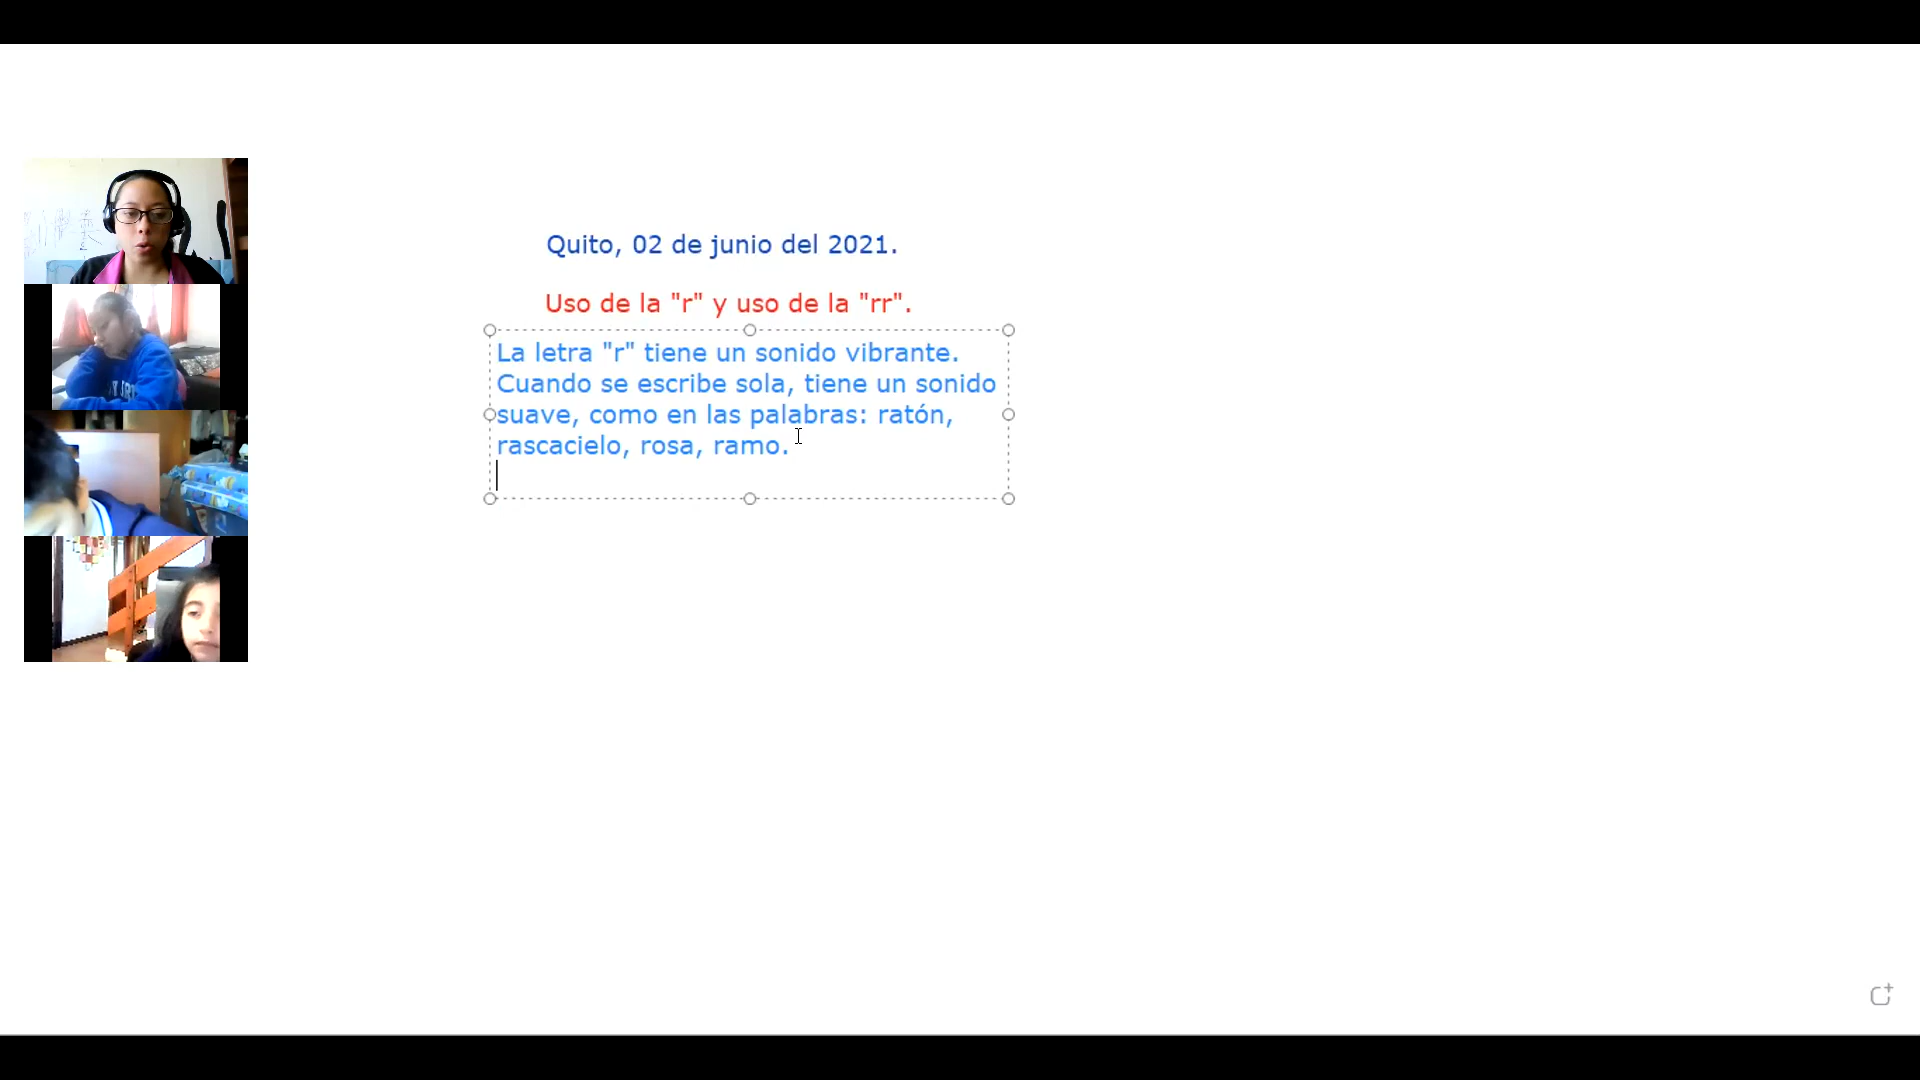 Quito, 02 de junio del 2021.
Uso de la "r" y uso de la "rr".
La letra "r" tiene un sonido vibrante.
Cuando se escribe sola, tiene un sonido
suave, como en las palabras: ratón,
rascacielo, rosa, ramo.